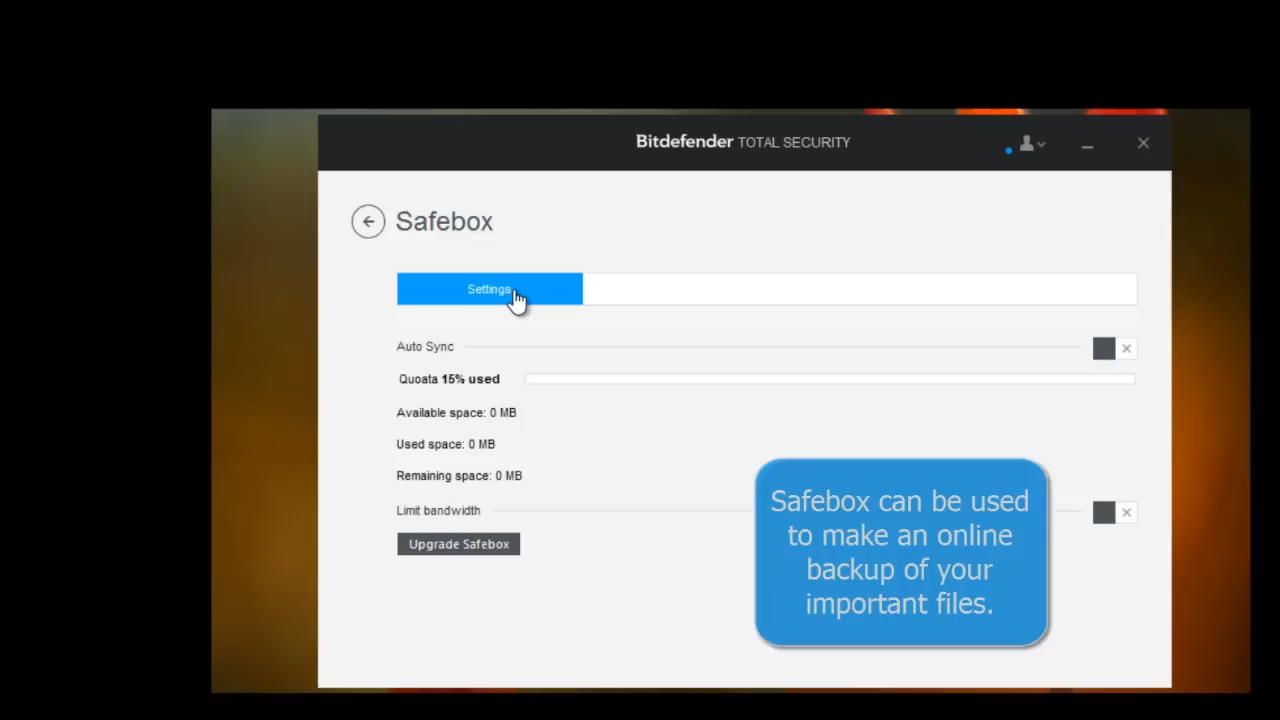 Bitdefender TOTAL SECURITY
Safebox
Settings
Auto Sync
Quoata 15% used
Available space: 0 MB
Used space: 0 MB
Remaining space: 0 MB
Limit bandwidth
Upgrade Safebox
Safebox can be used
to make an online
backup of your
important files.